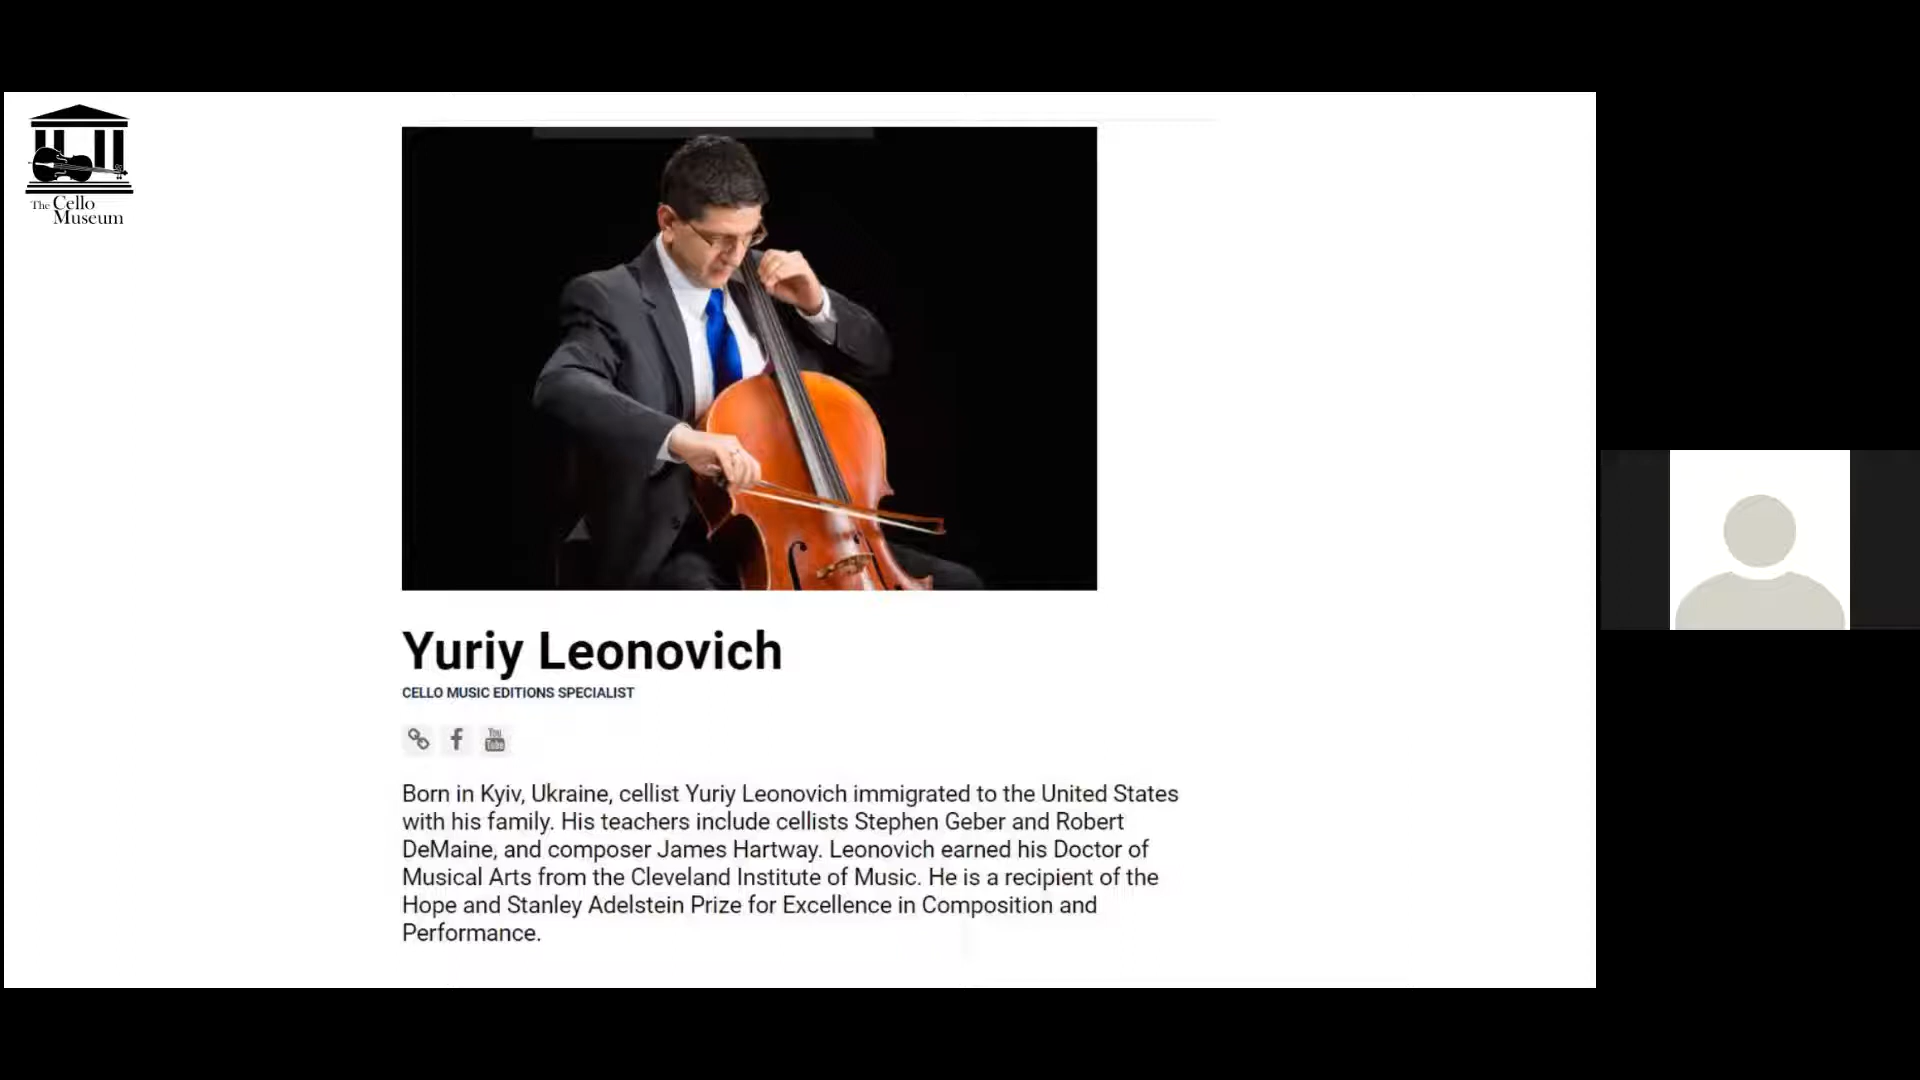 The Cello
Museum
Yuriy Leonovich
CELLO MUSIC EDITIONS SPECIALIST
You
Tube
Born in Kyiv, Ukraine, cellist Yuriy Leonovich immigrated to the United States
with his family. His teachers include cellists Stephen Geber and Robert
DeMaine, and composer James Hartway. Leonovich earned his Doctor of
Musical Arts from the Cleveland Institute of Music. He is a recipient of the
Hope and Stanley Adelstein Prize for Excellence in Composition and
Performance.